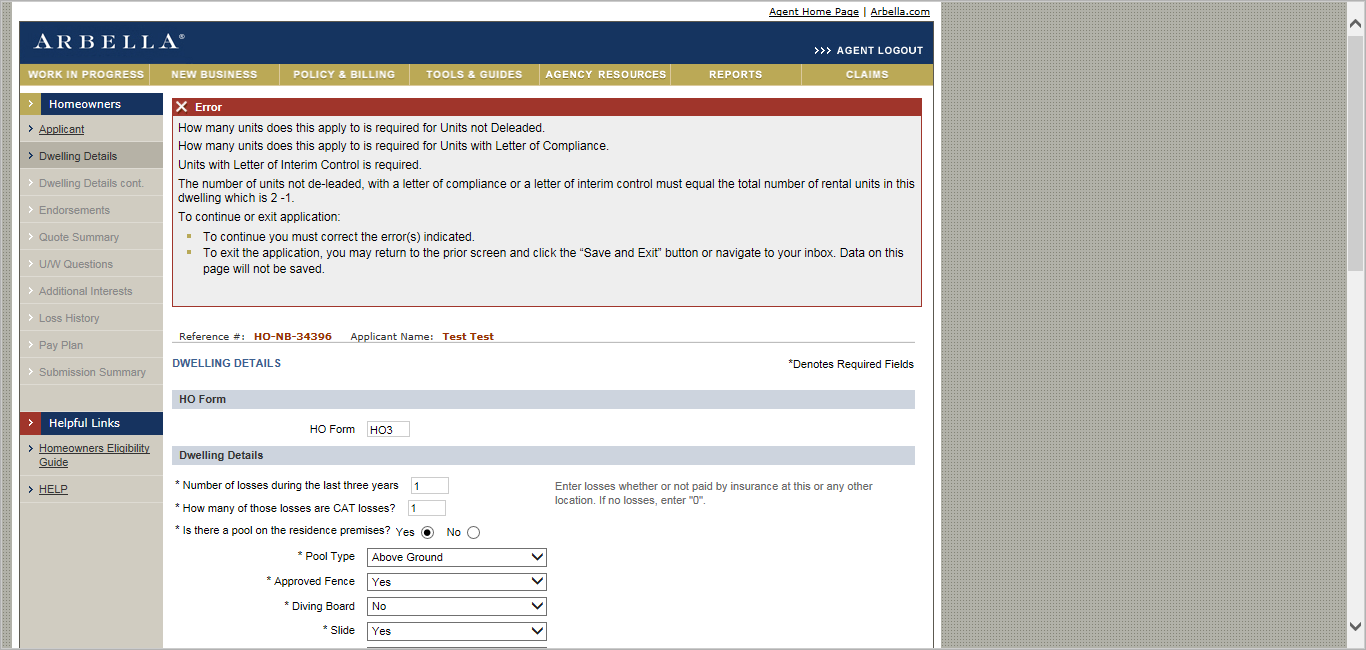 Agent Home Page | Arbella.com
ARBELLA®
>>> AGENT LOGOUT
WORK IN PROGRESS NEW BUSINESS POLICY & BILLING TOOLS & GUIDES AGENCY RESOURCES REPORTS CLAIMS
Homeowners
Applicant
Dwelling Details
Dwelling Details cont.
Endorsements
Quote Summary
U/W Questions
Additional Interests
Loss History
Pay Plan
Submission Summary
Helpful Links
Homeowners Eligibility
Guide
HELP
Error
How many units does this apply to is required for Units not Deleaded.
How many units does this apply to is required for Units with Letter of Compliance.
Units with Letter of Interim Control is required.
The number of units not de-leaded, with a letter of compliance or a letter of interim control must equal the total number of rental units in this
dwelling which is 2 -1.
To continue or exit application:
To continue you must correct the error(s) indicated.
To exit the application, you may return to the prior screen and click the “Save and Exit” button or navigate to your inbox. Data on this
page will not be saved.
Reference #: HO-NB-34396 Applicant Name: Test Test
DWELLING DETAILS
*Denotes Required Fields
HO Form
HO Form HO3
Dwelling Details
* Number of losses during the last three years 1
Enter losses whether or not paid by insurance at this or any other
location. If no losses, enter "0".
* How many of those losses are CAT losses? 1
* Is there a pool on the residence premises? Yes No
* Pool Type Above Ground
* Approved Fence Yes
* Diving Board No
* Slide Yes